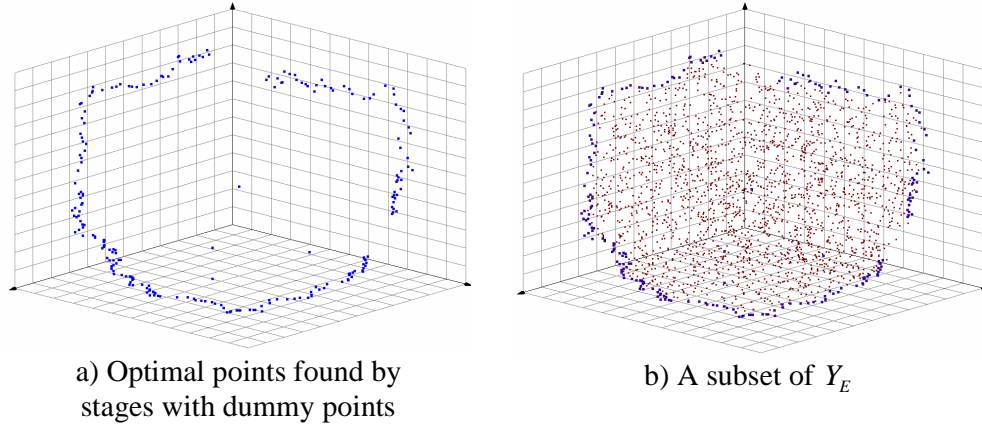 a) Optimal points found by
stages with dummy points
b) A subset of Y_E